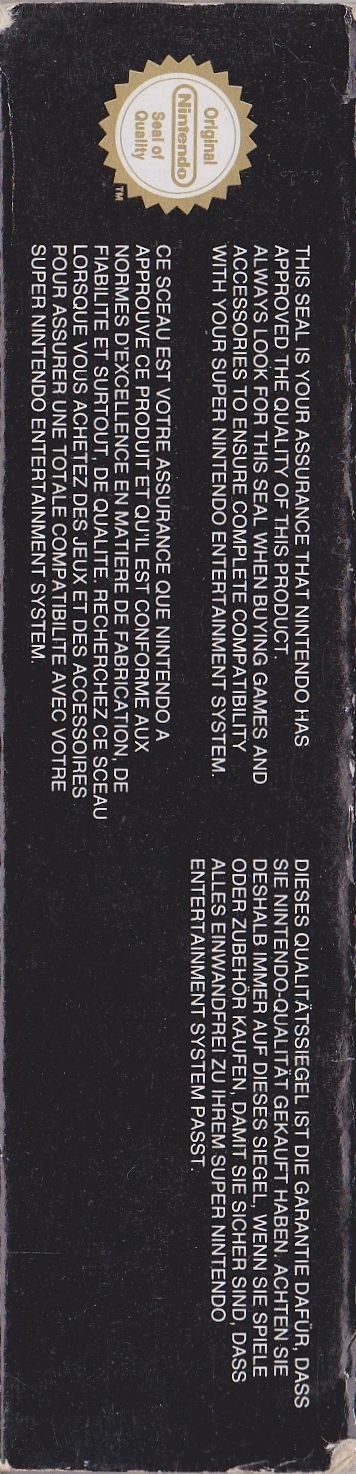 Original
Nintendo
Seal of
Quality
TM
THIS SEAL IS YOUR ASSURANCE THAT NINTENDO HAS
APPROVED THE QUALITY OF THIS PRODUCT.
ALWAYS LOOK FOR THIS SEAL WHEN BUYING GAMES AND
ACCESSORIES TO ENSURE COMPLETE COMPATIBILITY
WITH YOUR SUPER NINTENDO ENTERTAINMENT SYSTEM.
CE SCEAU EST VOTRE ASSURANCE QUE NINTENDO A
APPROUVE CE PRODUIT ET QU'IL EST CONFORME AUX
NORMES D'EXCELLENCE EN MATIERE DE FABRICATION, DE
FIABILITE ET SURTOUT, DE QUALITE. RECHERCHEZ CE SCEAU
LORSQUE VOUS ACHETEZ DES JEUX ET DES ACCESSOIRES
POUR ASSURER UNE TOTALE COMPATIBILITE AVEC VOTRE
SUPER NINTENDO ENTERTAINMENT SYSTEM.
DIESES QUALITÄTSSIEGEL IST DIE GARANTIE DAFÜR, DASS
SIE NINTENDO-QUALITÄT GEKAUFT HABEN. ACHTEN SIE
DESHALB IMMER AUF DIESES SIEGEL, WENN SIE SPIELE
ODER ZUBEHÖR KAUFEN, DAMIT SIE SICHER SIND, DASS
ALLES EINWANDFREI ZU IHREM SUPER NINTENDO
ENTERTAINMENT SYSTEM PASST.